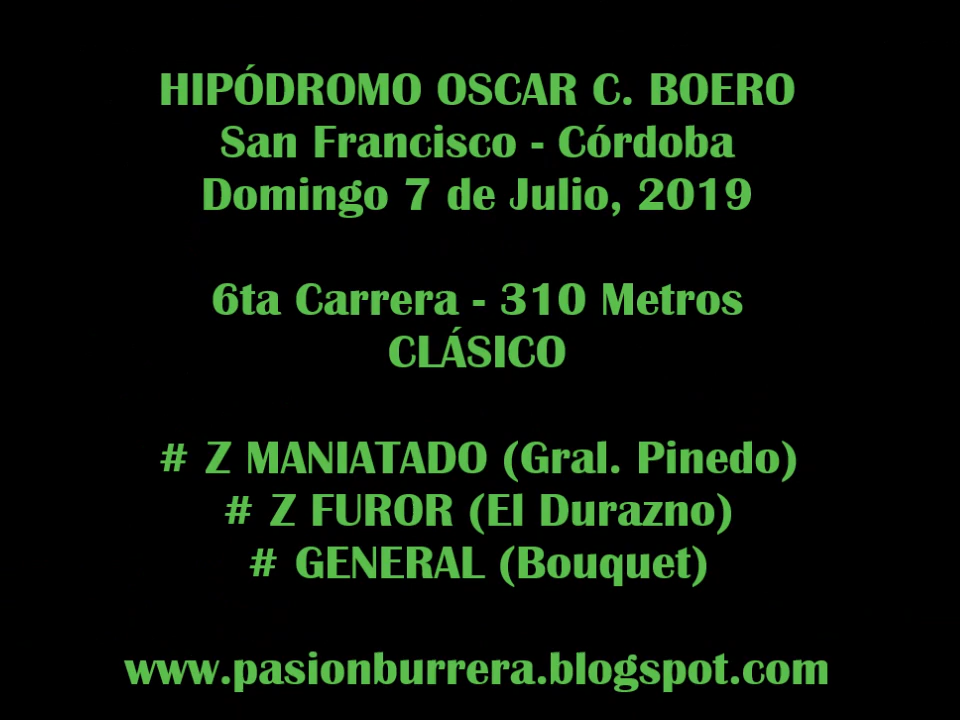 HIPÓDROMO OSCAR C. BOERO
San Francisco - Córdoba
Domingo 7 de Julio, 2019
6ta Carrera - 310 Metros
CLÁSICO
# Z MANIATADO (Gral. Pinedo)
# Z FUROR (El Durazno)
# GENERAL (Bouquet)
www.pasionburrera.blogspot.com